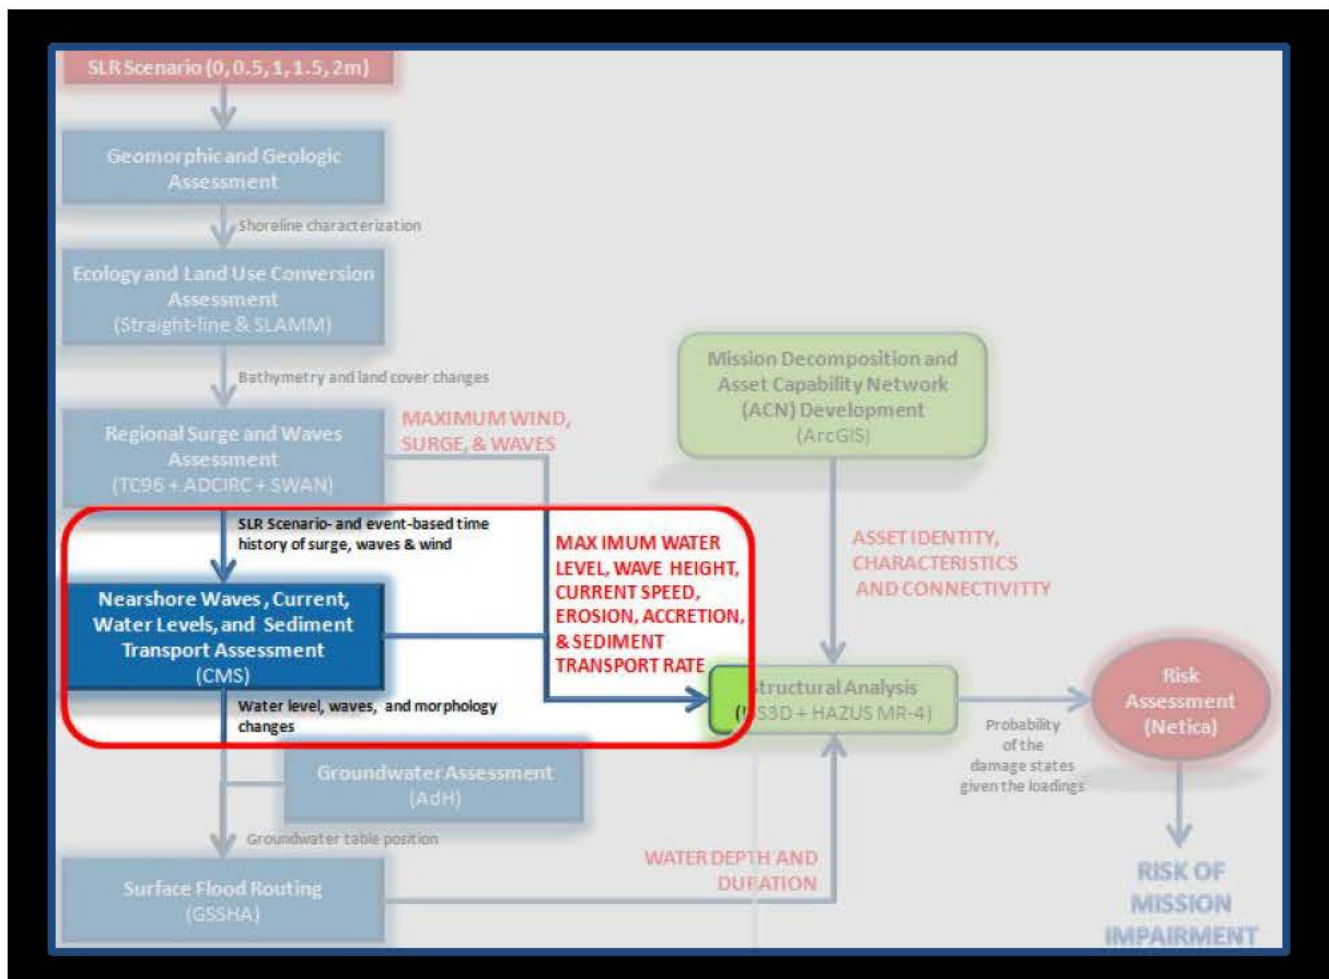 SLR Scenario (0, 0.5, 1, 1.5, 2m)
Geomorphic and Geologic
Assessment
Shoreline characterization
Ecology and Land Use Conversion
Assessment
(Straight-line & SLAMM)
Bathymetry and land cover changes
Regional Surge and Waves
Assessment
(TC96 + ADCIRC + SWAN)
MAXIMUM WIND,
SURGE, & WAVES
Mission Decomposition and
Asset Capability Network
(ACN) Development
(ArcGIS)
SLR Scenario- and event-based time
history of surge, waves & wind
MAXIMUM WATER
LEVEL, WAVE HEIGHT,
CURRENT SPEED,
EROSION, ACCRETION,
& SEDIMENT
TRANSPORT RATE
ASSET IDENTITY,
CHARACTERISTICS
AND CONNECTIVITTY
Nearshore Waves, Current,
Water Levels, and Sediment
Transport Assessment
(CMS)
Water level, waves, and morphology
changes
Structural Analysis
+ HAZUS MR-4)
Probability
of the
damage states
given the loadings
Risk
Assessment
(Netica)
Groundwater Assessment
(AdH)
Groundwater table position
Surface Flood Routing
(GSSHA)
WATER DEPTH AND
DURATION
RISK OF
MISSION
IMPAIRMENT